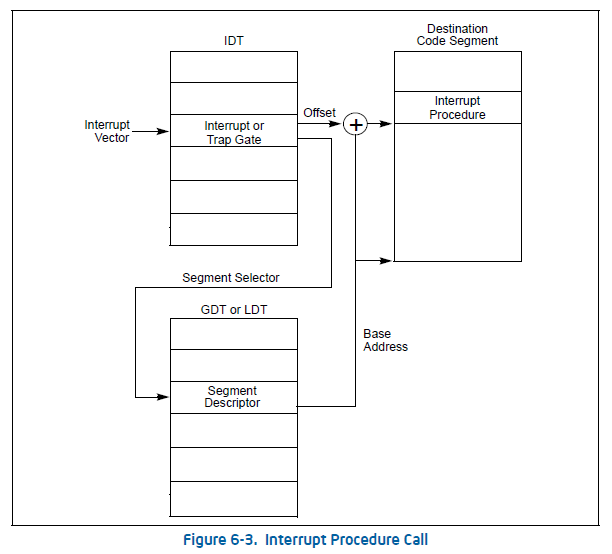 IDT
Destination
Code Segment
Interrupt
Vector
Interrupt or
Trap Gate
Offset
+
Interrupt
Procedure
Segment Selector
GDT or LDT
Segment
Descriptor
Base
Address
Figure 6-3. Interrupt Procedure Call